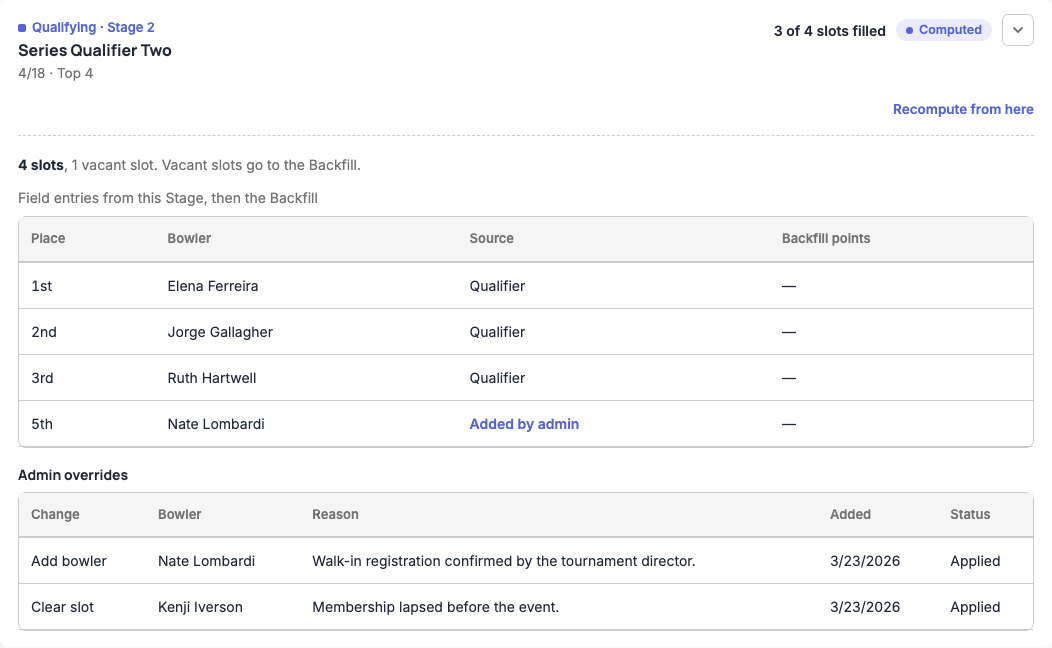 Qualifying · Stage 2
Series Qualifier Two
4/18 · Top 4
3 of 4 slots filled
Computed
Recompute from here
4 slots, 1 vacant slot. Vacant slots go to the Backfill.
Field entries from this Stage, then the Backfill
Place Bowler Source Backfill points
1st Elena Ferreira Qualifier —
2nd Jorge Gallagher Qualifier —
3rd Ruth Hartwell Qualifier —
5th Nate Lombardi Added by admin —
Admin overrides
Change Bowler Reason Added Status
Add bowler Nate Lombardi Walk-in registration confirmed by the tournament director. 3/23/2026 Applied
Clear slot Kenji Iverson Membership lapsed before the event. 3/23/2026 Applied